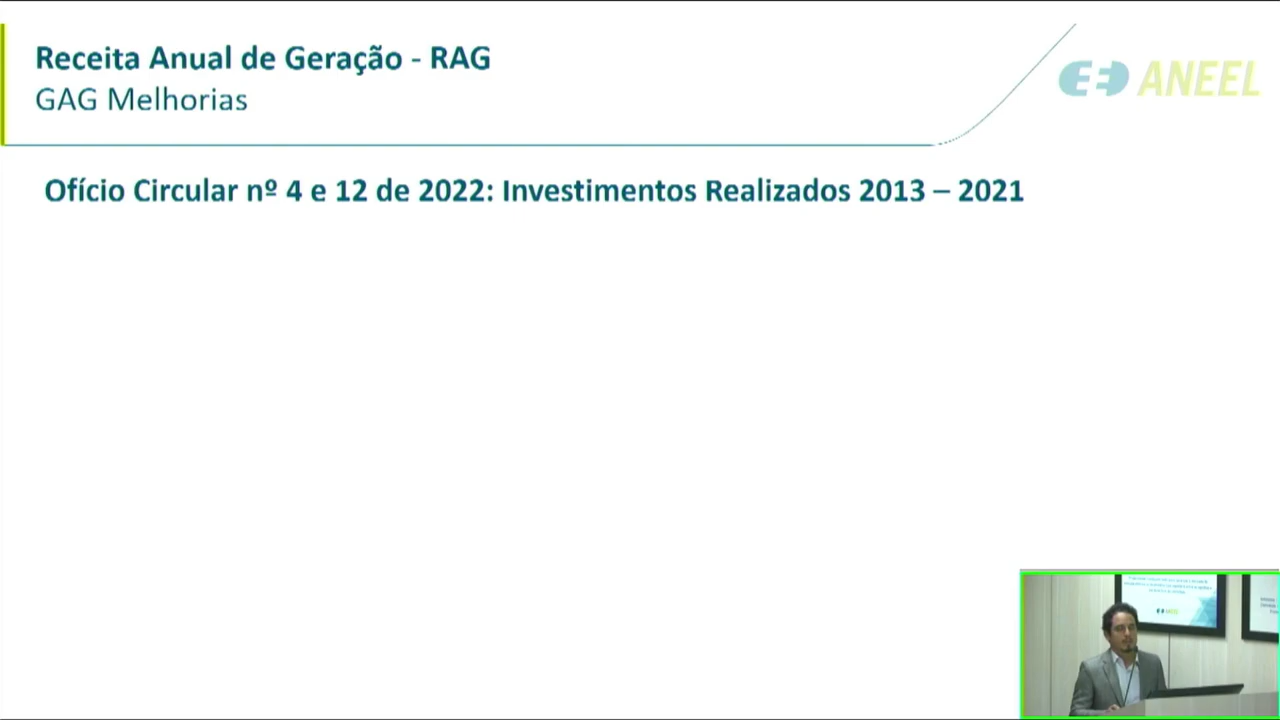 Receita Anual de Geração - RAG
GAG Melhorias
ANEEL
Ofício Circular nº 4 e 12 de 2022: Investimentos Realizados 2013 – 2021
ANEEL